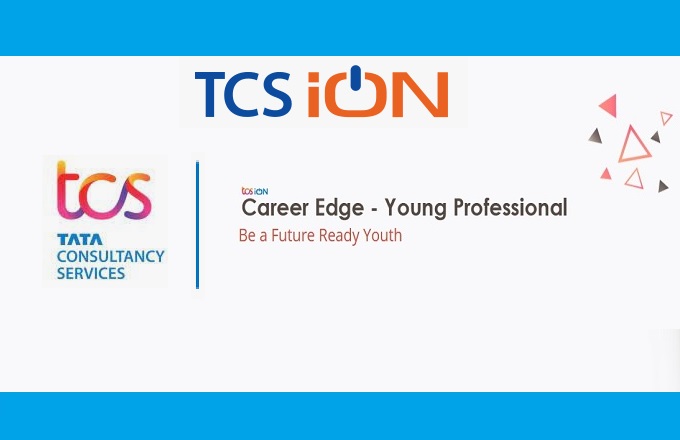 TCS iON
tcs
TATA
CONSULTANCY
SERVICES
tcs iON
Career Edge - Young Professional
Be a Future Ready Youth